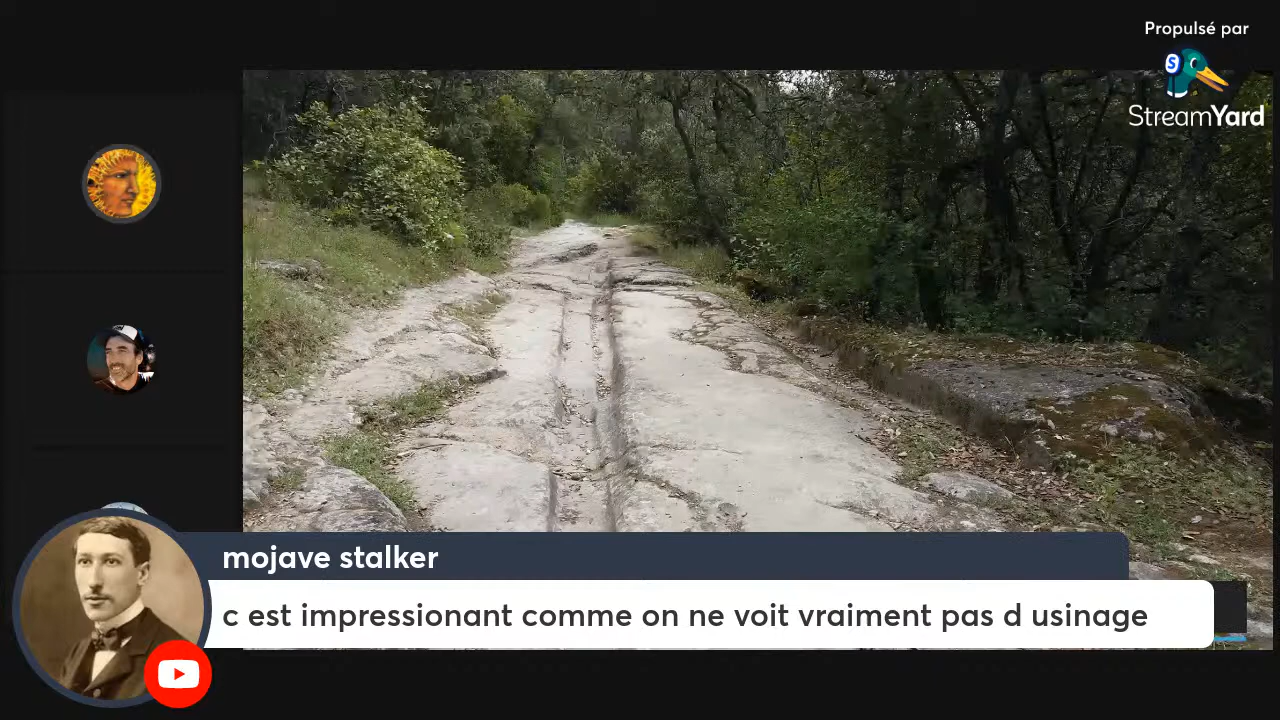 Propulsé par
StreamYard
mojave stalker
c est impressionant comme on ne voit vraiment pas d usinage